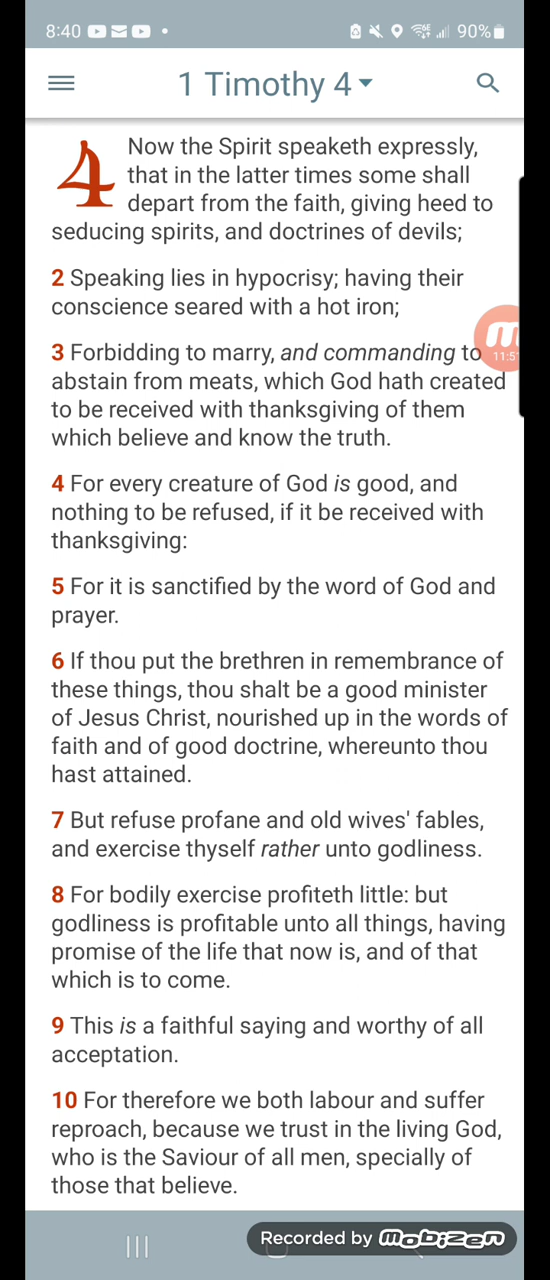 8:40
90%
1 Timothy 4
4 Now the Spirit speaketh expressly,
that in the latter times some shall
depart from the faith, giving heed to
seducing spirits, and doctrines of devils;
2 Speaking lies in hypocrisy; having their
conscience seared with a hot iron;
3 Forbidding to marry, and commanding to
abstain from meats, which God hath created
to be received with thanksgiving of them
which believe and know the truth.
4 For every creature of God is good, and
nothing to be refused, if it be received with
thanksgiving:
5 For it is sanctified by the word of God and
prayer.
6 If thou put the brethren in remembrance of
these things, thou shalt be a good minister
of Jesus Christ, nourished up in the words of
faith and of good doctrine, whereunto thou
hast attained.
7 But refuse profane and old wives' fables,
and exercise thyself rather unto godliness.
8 For bodily exercise profiteth little: but
godliness is profitable unto all things, having
promise of the life that now is, and of that
which is to come.
9 This is a faithful saying and worthy of all
acceptation.
10 For therefore we both labour and suffer
reproach, because we trust in the living God,
who is the Saviour of all men, specially of
those that believe.
Recorded by mobizen